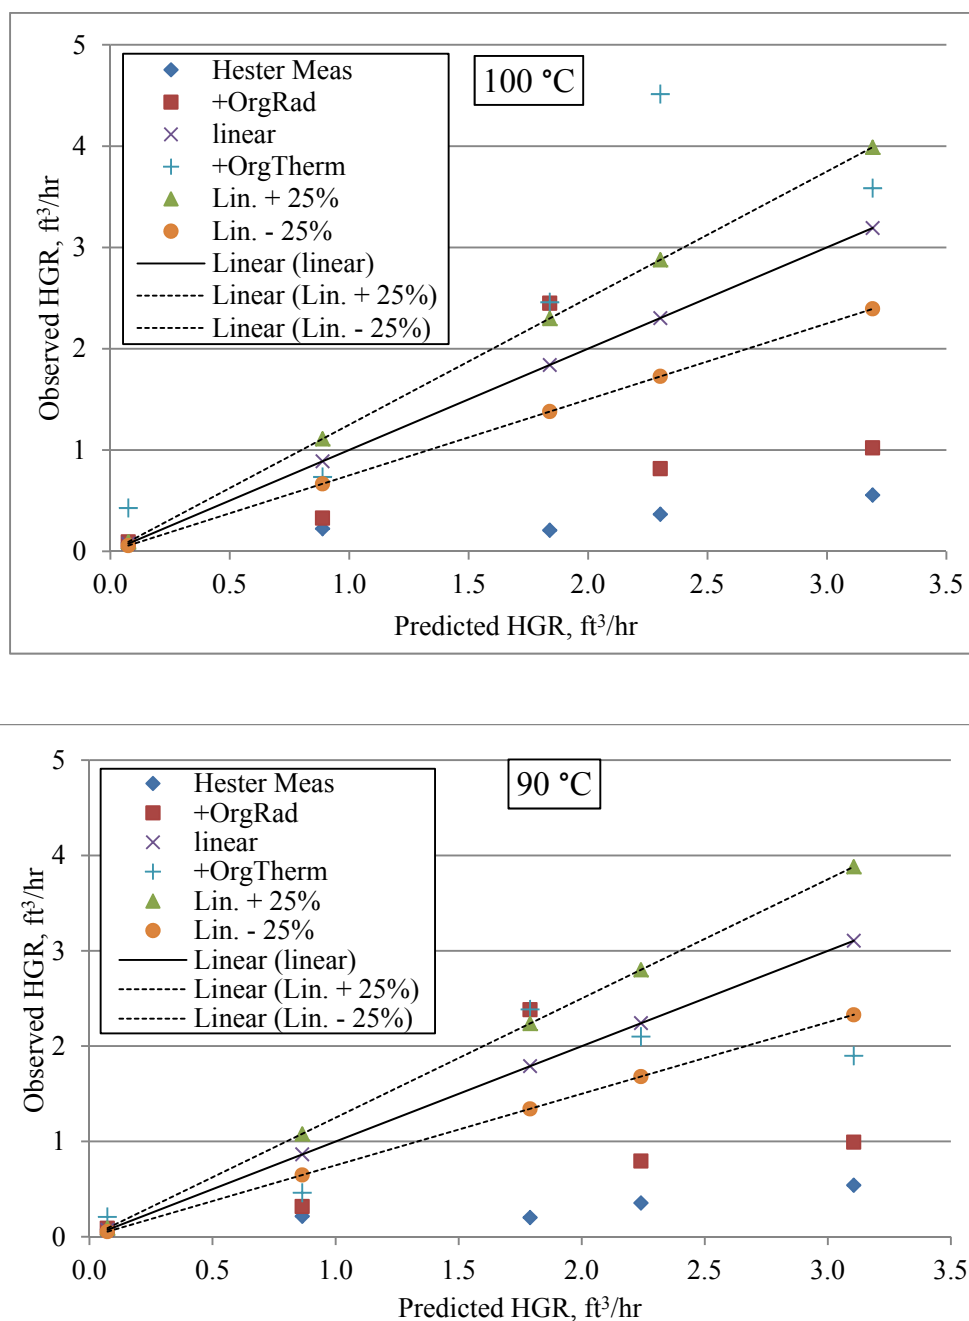 5
4
3
2
1
0
Observed HGR, ft³/hr
Hester Meas
+OrgRad
linear
+OrgTherm
Lin. + 25%
Lin. - 25%
Linear (linear)
Linear (Lin. + 25%)
Linear (Lin. - 25%)
100 °C
0.0 0.5 1.0 1.5 2.0 2.5 3.0 3.5
Predicted HGR, ft³/hr
5
4
3
2
1
0
Observed HGR, ft³/hr
Hester Meas
+OrgRad
linear
+OrgTherm
Lin. + 25%
Lin. - 25%
Linear (linear)
Linear (Lin. + 25%)
Linear (Lin. - 25%)
90 °C
0.0 0.5 1.0 1.5 2.0 2.5 3.0 3.5
Predicted HGR, ft³/hr